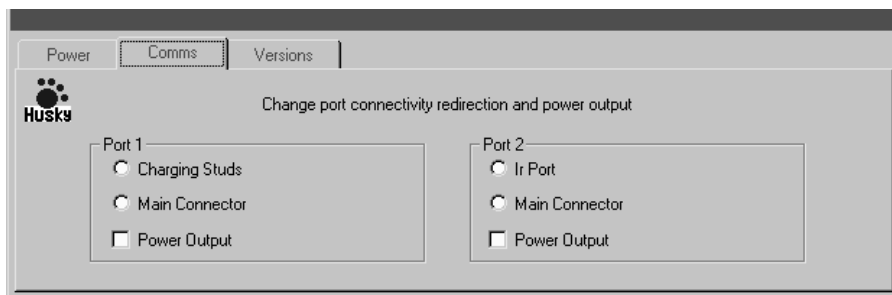 Power Comms Versions
Husky
Change port connectivity redirection and power output
Port 1 Port 2
Charging Studs Ir Port
Main Connector Main Connector
Power Output Power Output